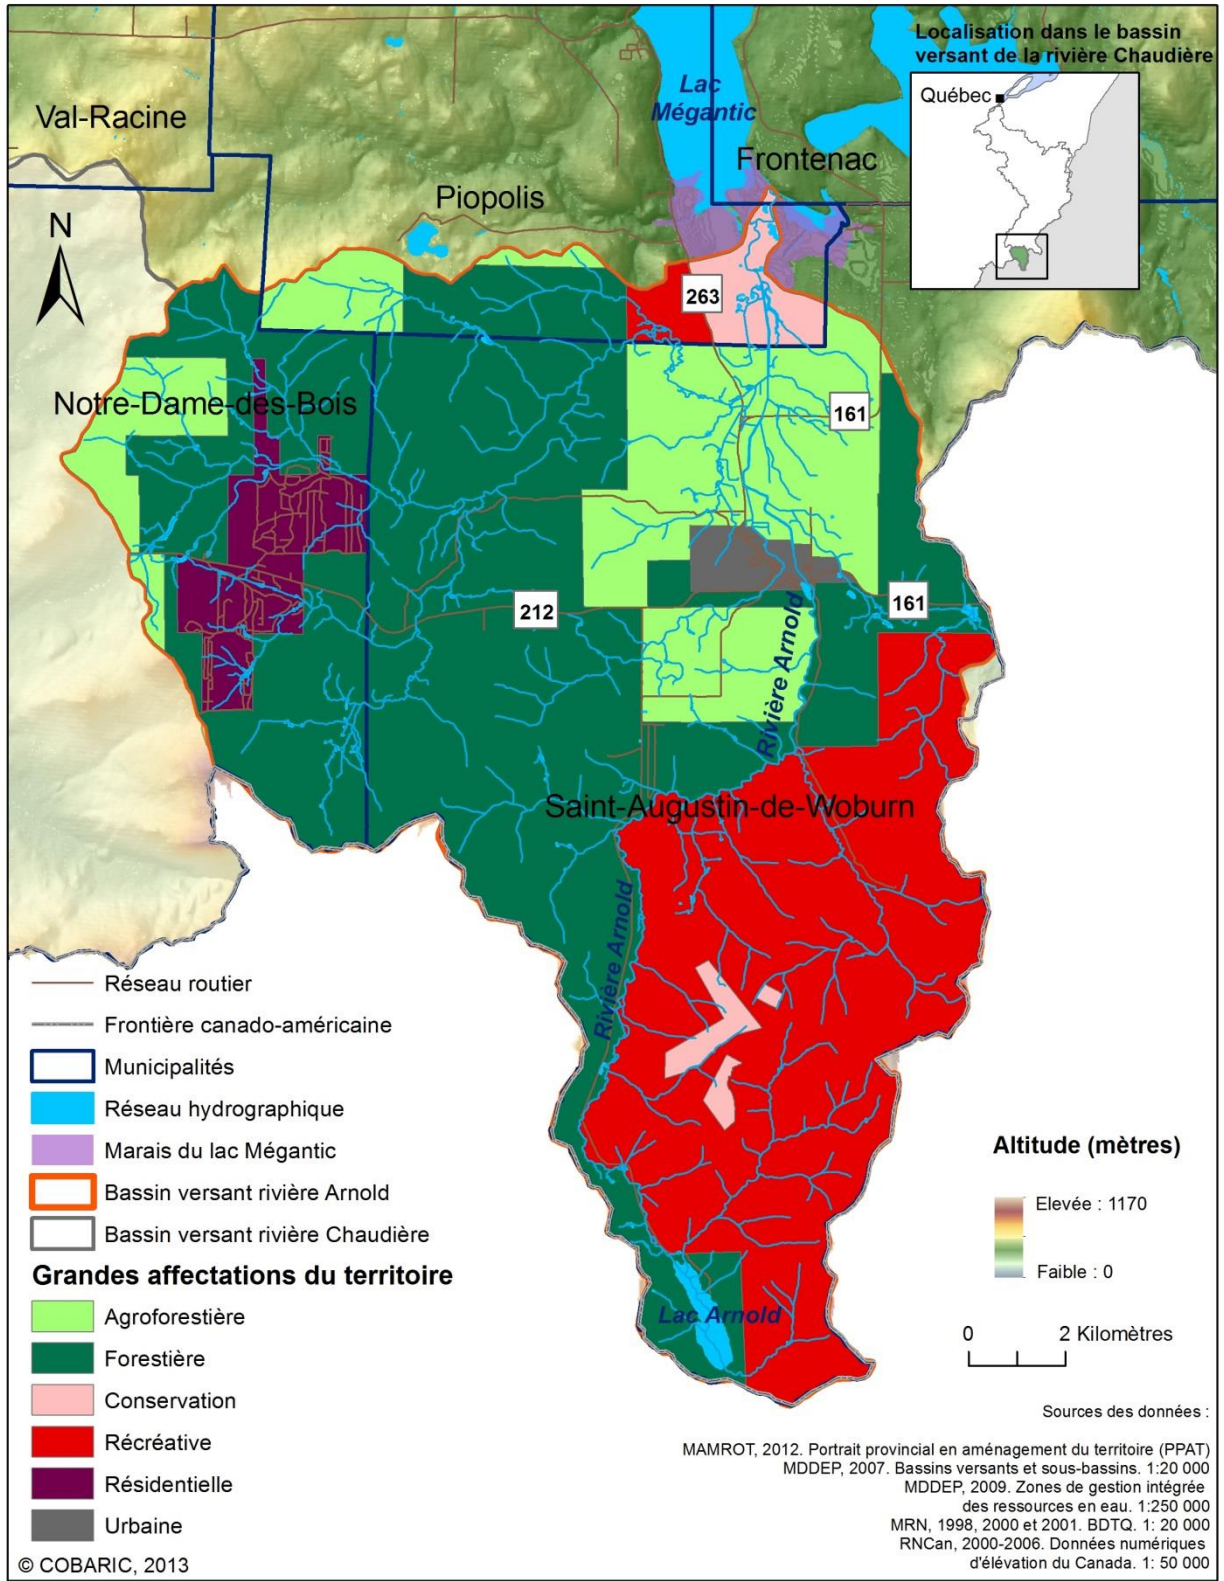 Localisation dans le bassin
versant de la rivière Chaudière
Québec
Lac
Mégantic
Val-Racine
Frontenac
Piopolis
N
263
Notre-Dame-des-Bois
161
212
161
Rivière Arnold
Saint-Augustin-de-Woburn
Rivière Arnold
Lac Arnold
Réseau routier
Frontière canado-américaine
Municipalités
Réseau hydrographique
Marais du lac Mégantic
Bassin versant rivière Arnold
Bassin versant rivière Chaudière
Grandes affectations du territoire
Agroforestière
Forestière
Conservation
Récréative
Résidentielle
Urbaine
© COBARIC, 2013
Altitude (mètres)
Elevée : 1170
Faible : 0
0 2 Kilomètres
Sources des données :
MAMROT, 2012. Portrait provincial en aménagement du territoire (PPAT)
MDDEP, 2007. Bassins versants et sous-bassins. 1:20 000
MDDEP, 2009. Zones de gestion intégrée
des ressources en eau. 1:250 000
MRN, 1998, 2000 et 2001. BDTQ. 1: 20 000
RNCan, 2000-2006. Données numériques
d'élévation du Canada. 1: 50 000